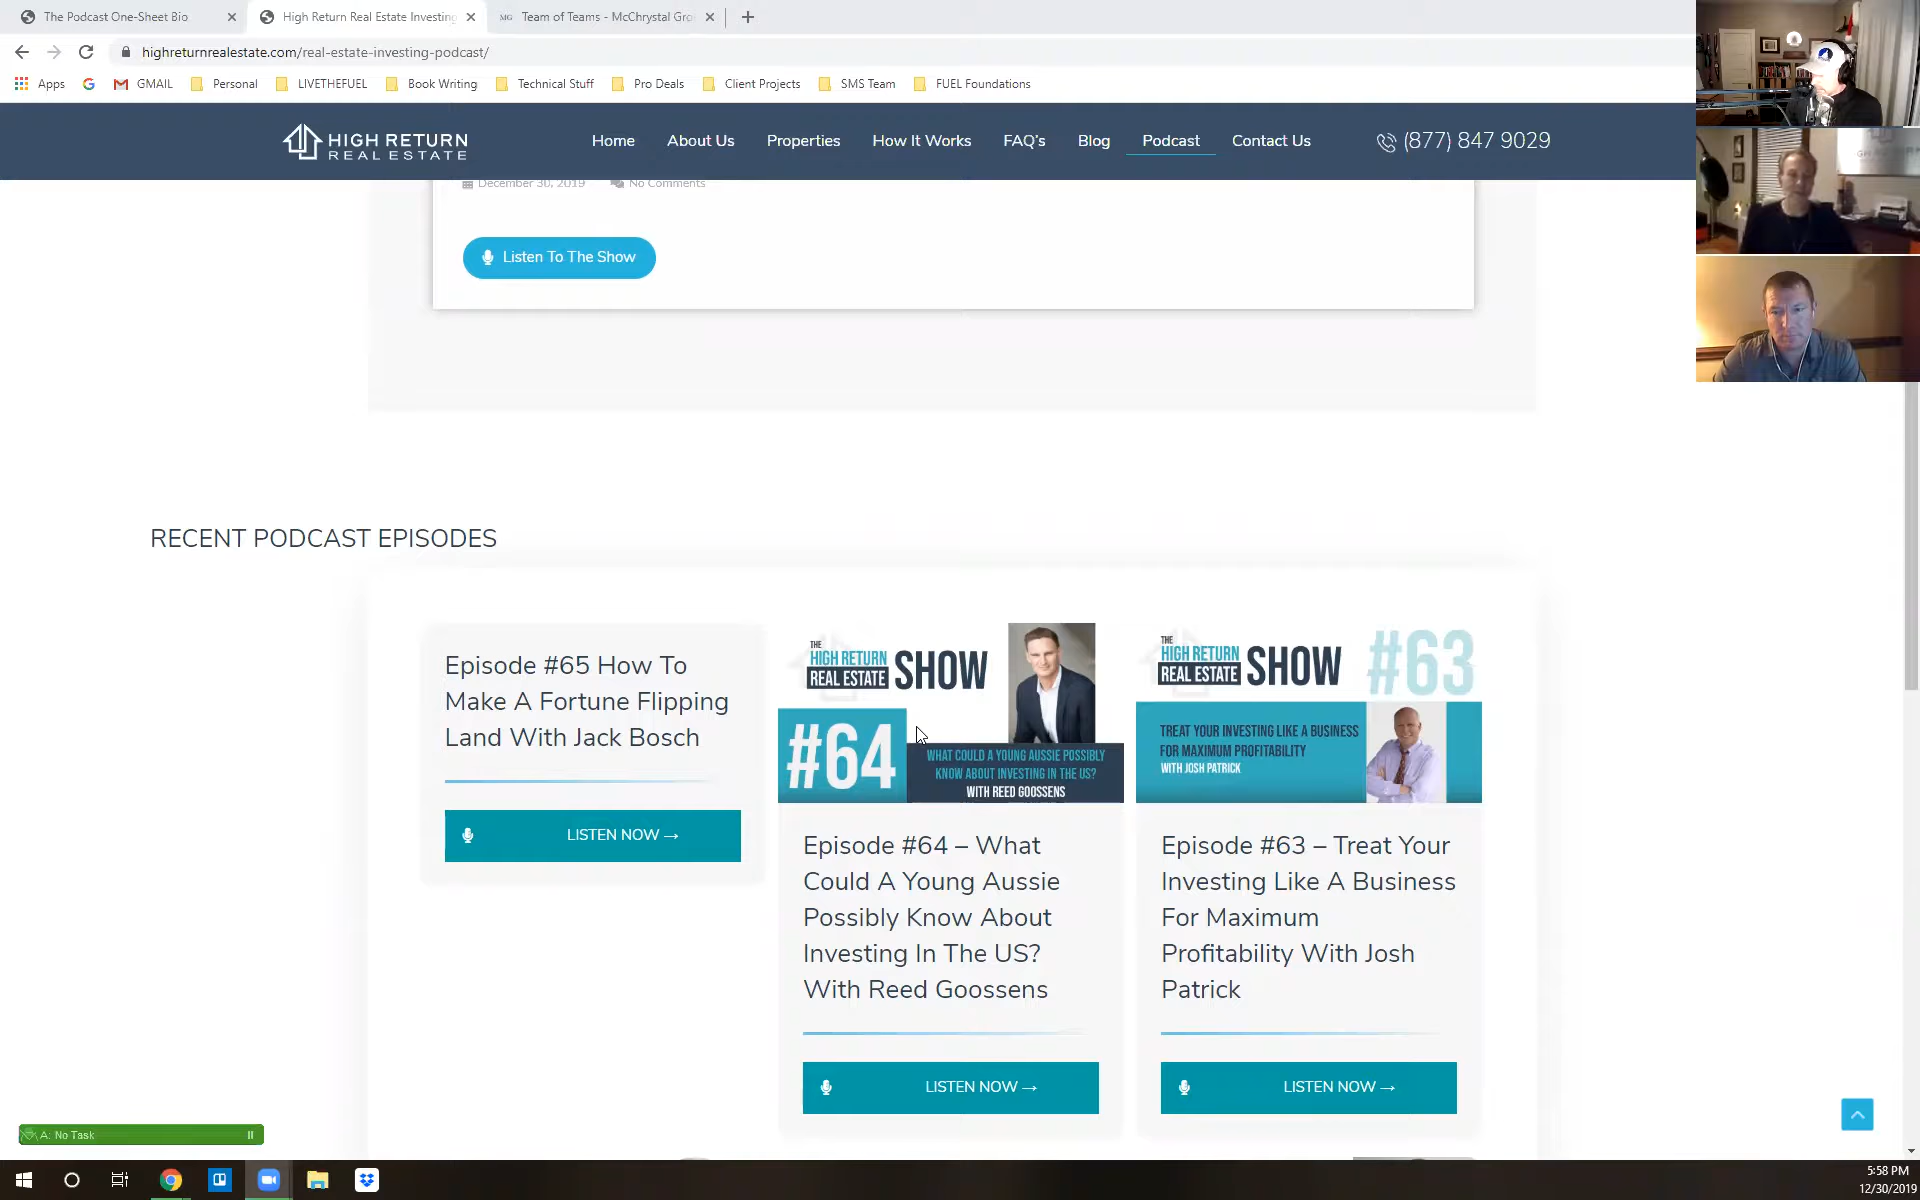 The Podcast One-Sheet Bio
High Return Real Estate Investing
MG Team of Teams - McChrystal Gro
highreturnrealestate.com/real-estate-investing-podcast/
Apps GMAIL Personal LIVETHEFUEL Book Writing Technical Stuff Pro Deals Client Projects SMS Team FUEL Foundations
HIGH RETURN
REAL ESTATE
Home About Us Properties How It Works FAQ's Blog Podcast Contact Us (877) 847 9029
December 30, 2019 No Comments
Listen To The Show
RECENT PODCAST EPISODES
Episode #65 How To
Make A Fortune Flipping
Land With Jack Bosch
LISTEN NOW →
THE
HIGH RETURN
REAL ESTATE SHOW
#64
WHAT COULD A YOUNG AUSSIE POSSIBLY
KNOW ABOUT INVESTING IN THE US?
WITH REED GOOSSENS
Episode #64 – What
Could A Young Aussie
Possibly Know About
Investing In The US?
With Reed Goossens
LISTEN NOW →
THE
HIGH RETURN
REAL ESTATE SHOW
#63
TREAT YOUR INVESTING LIKE A BUSINESS
FOR MAXIMUM PROFITABILITY
WITH JOSH PATRICK
Episode #63 – Treat Your
Investing Like A Business
For Maximum
Profitability With Josh
Patrick
LISTEN NOW →
A: No Task
5:58 PM
12/30/2019